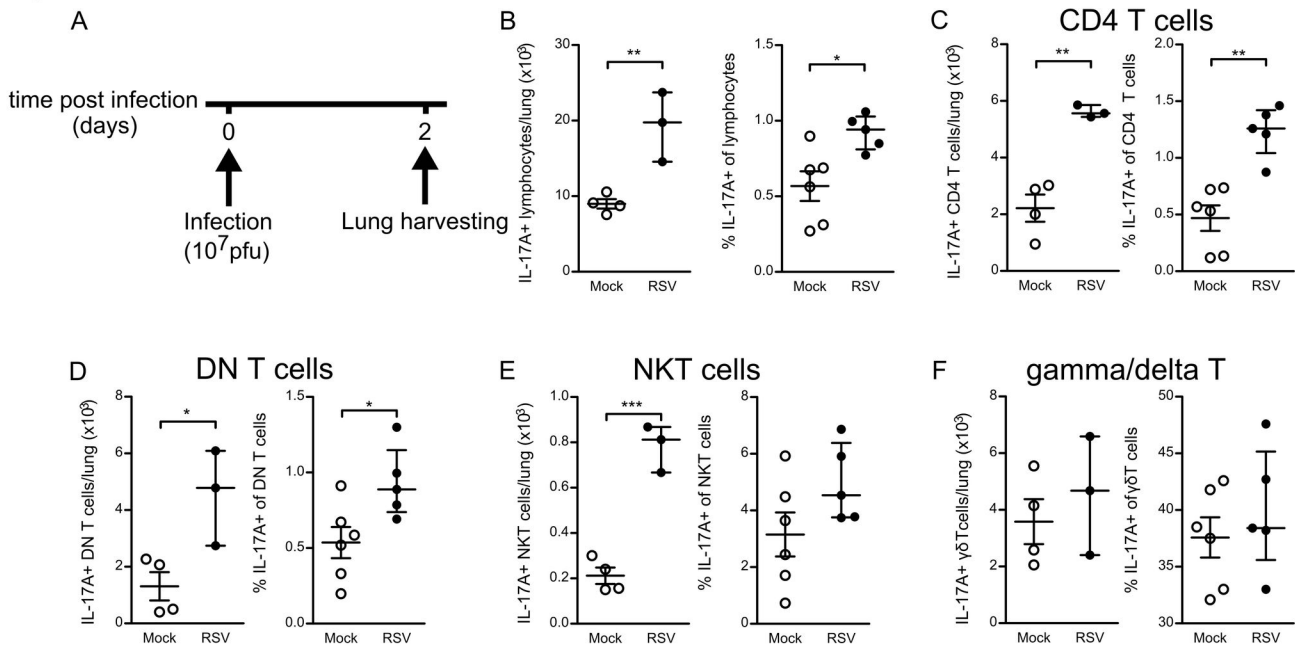 A
time post infection
(days)
0
2
Infection
(10⁷pfu)
Lung harvesting
B
IL-17A+ lymphocytes/lung (x10³)
30
20
10
0
**
Mock
RSV
% IL-17A+ of lymphocytes
1.5
1.0
0.5
0.0
*
Mock
RSV
C
CD4 T cells
IL-17A+ CD4 T cells/lung (x10³)
8
6
4
2
0
**
Mock
RSV
% IL-17A+ of CD4 T cells
2.0
1.5
1.0
0.5
0.0
**
Mock
RSV
D
DN T cells
IL-17A+ DN T cells/lung (x10³)
8
6
4
2
0
*
Mock
RSV
% IL-17A+ of DN T cells
1.5
1.0
0.5
0.0
*
Mock
RSV
E
NKT cells
IL-17A+ NKT cells/lung (x10³)
1.0
0.8
0.6
0.4
0.2
0.0
***
Mock
RSV
% IL-17A+ of NKT cells
8
6
4
2
0
Mock
RSV
F
gamma/delta T
IL-17A+ γδT cells/lung (x10³)
8
6
4
2
0
Mock
RSV
% IL-17A+ of γδT cells
50
45
40
35
30
Mock
RSV